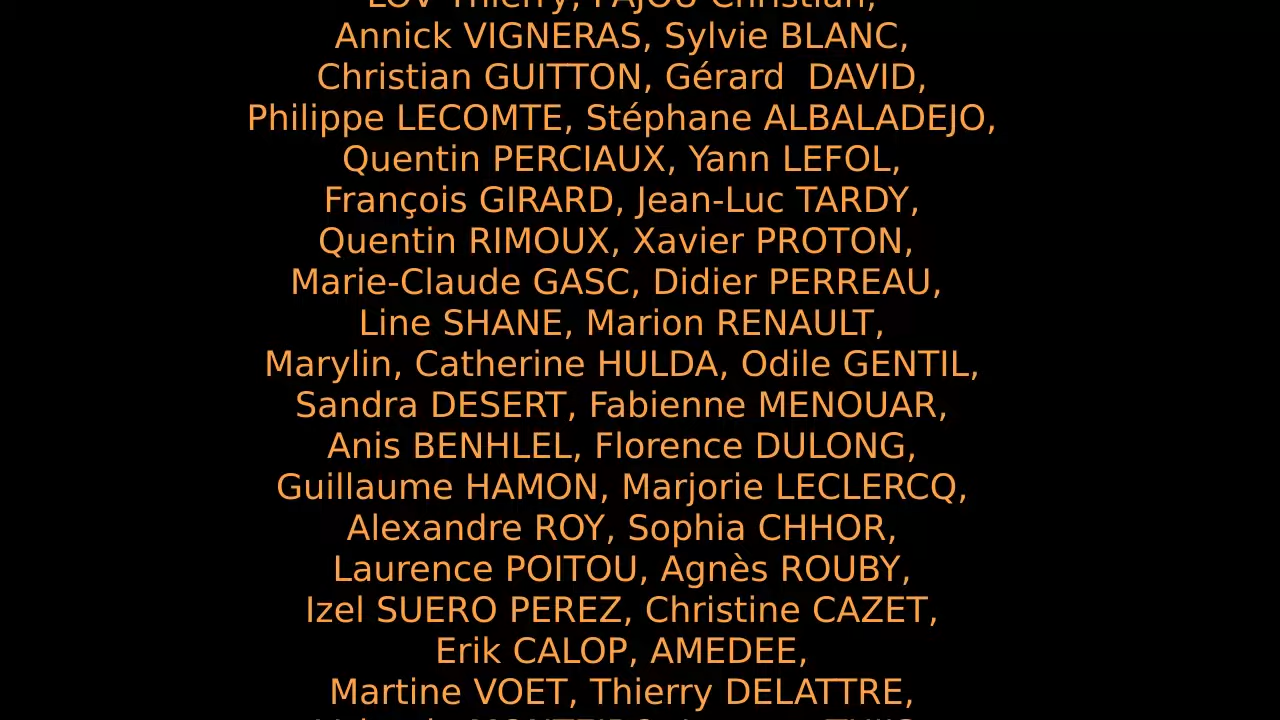 Annick VIGNERAS, Sylvie BLANC,
Christian GUITTON, Gérard  DAVID,
Philippe LECOMTE, Stéphane ALBALADEJO,
Quentin PERCIAUX, Yann LEFOL,
François GIRARD, Jean-Luc TARDY,
Quentin RIMOUX, Xavier PROTON,
Marie-Claude GASC, Didier PERREAU,
Line SHANE, Marion RENAULT,
Marylin, Catherine HULDA, Odile GENTIL,
Sandra DESERT, Fabienne MENOUAR,
Anis BENHLEL, Florence DULONG,
Guillaume HAMON, Marjorie LECLERCQ,
Alexandre ROY, Sophia CHHOR,
Laurence POITOU, Agnès ROUBY,
Izel SUERO PEREZ, Christine CAZET,
Erik CALOP, AMEDEE,
Martine VOET, Thierry DELATTRE,